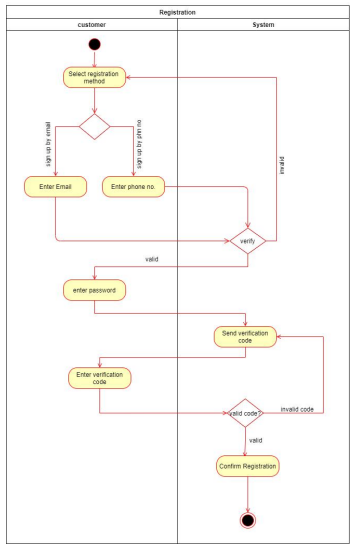 Registration
customer
System
Select registration
method
sign up by email
sign up by phn no
invalid
Enter Email
Enter phone no.
verify
valid
enter password
Send verification
code
Enter verification
code
valid code?
invalid code
valid
Confirm Registration